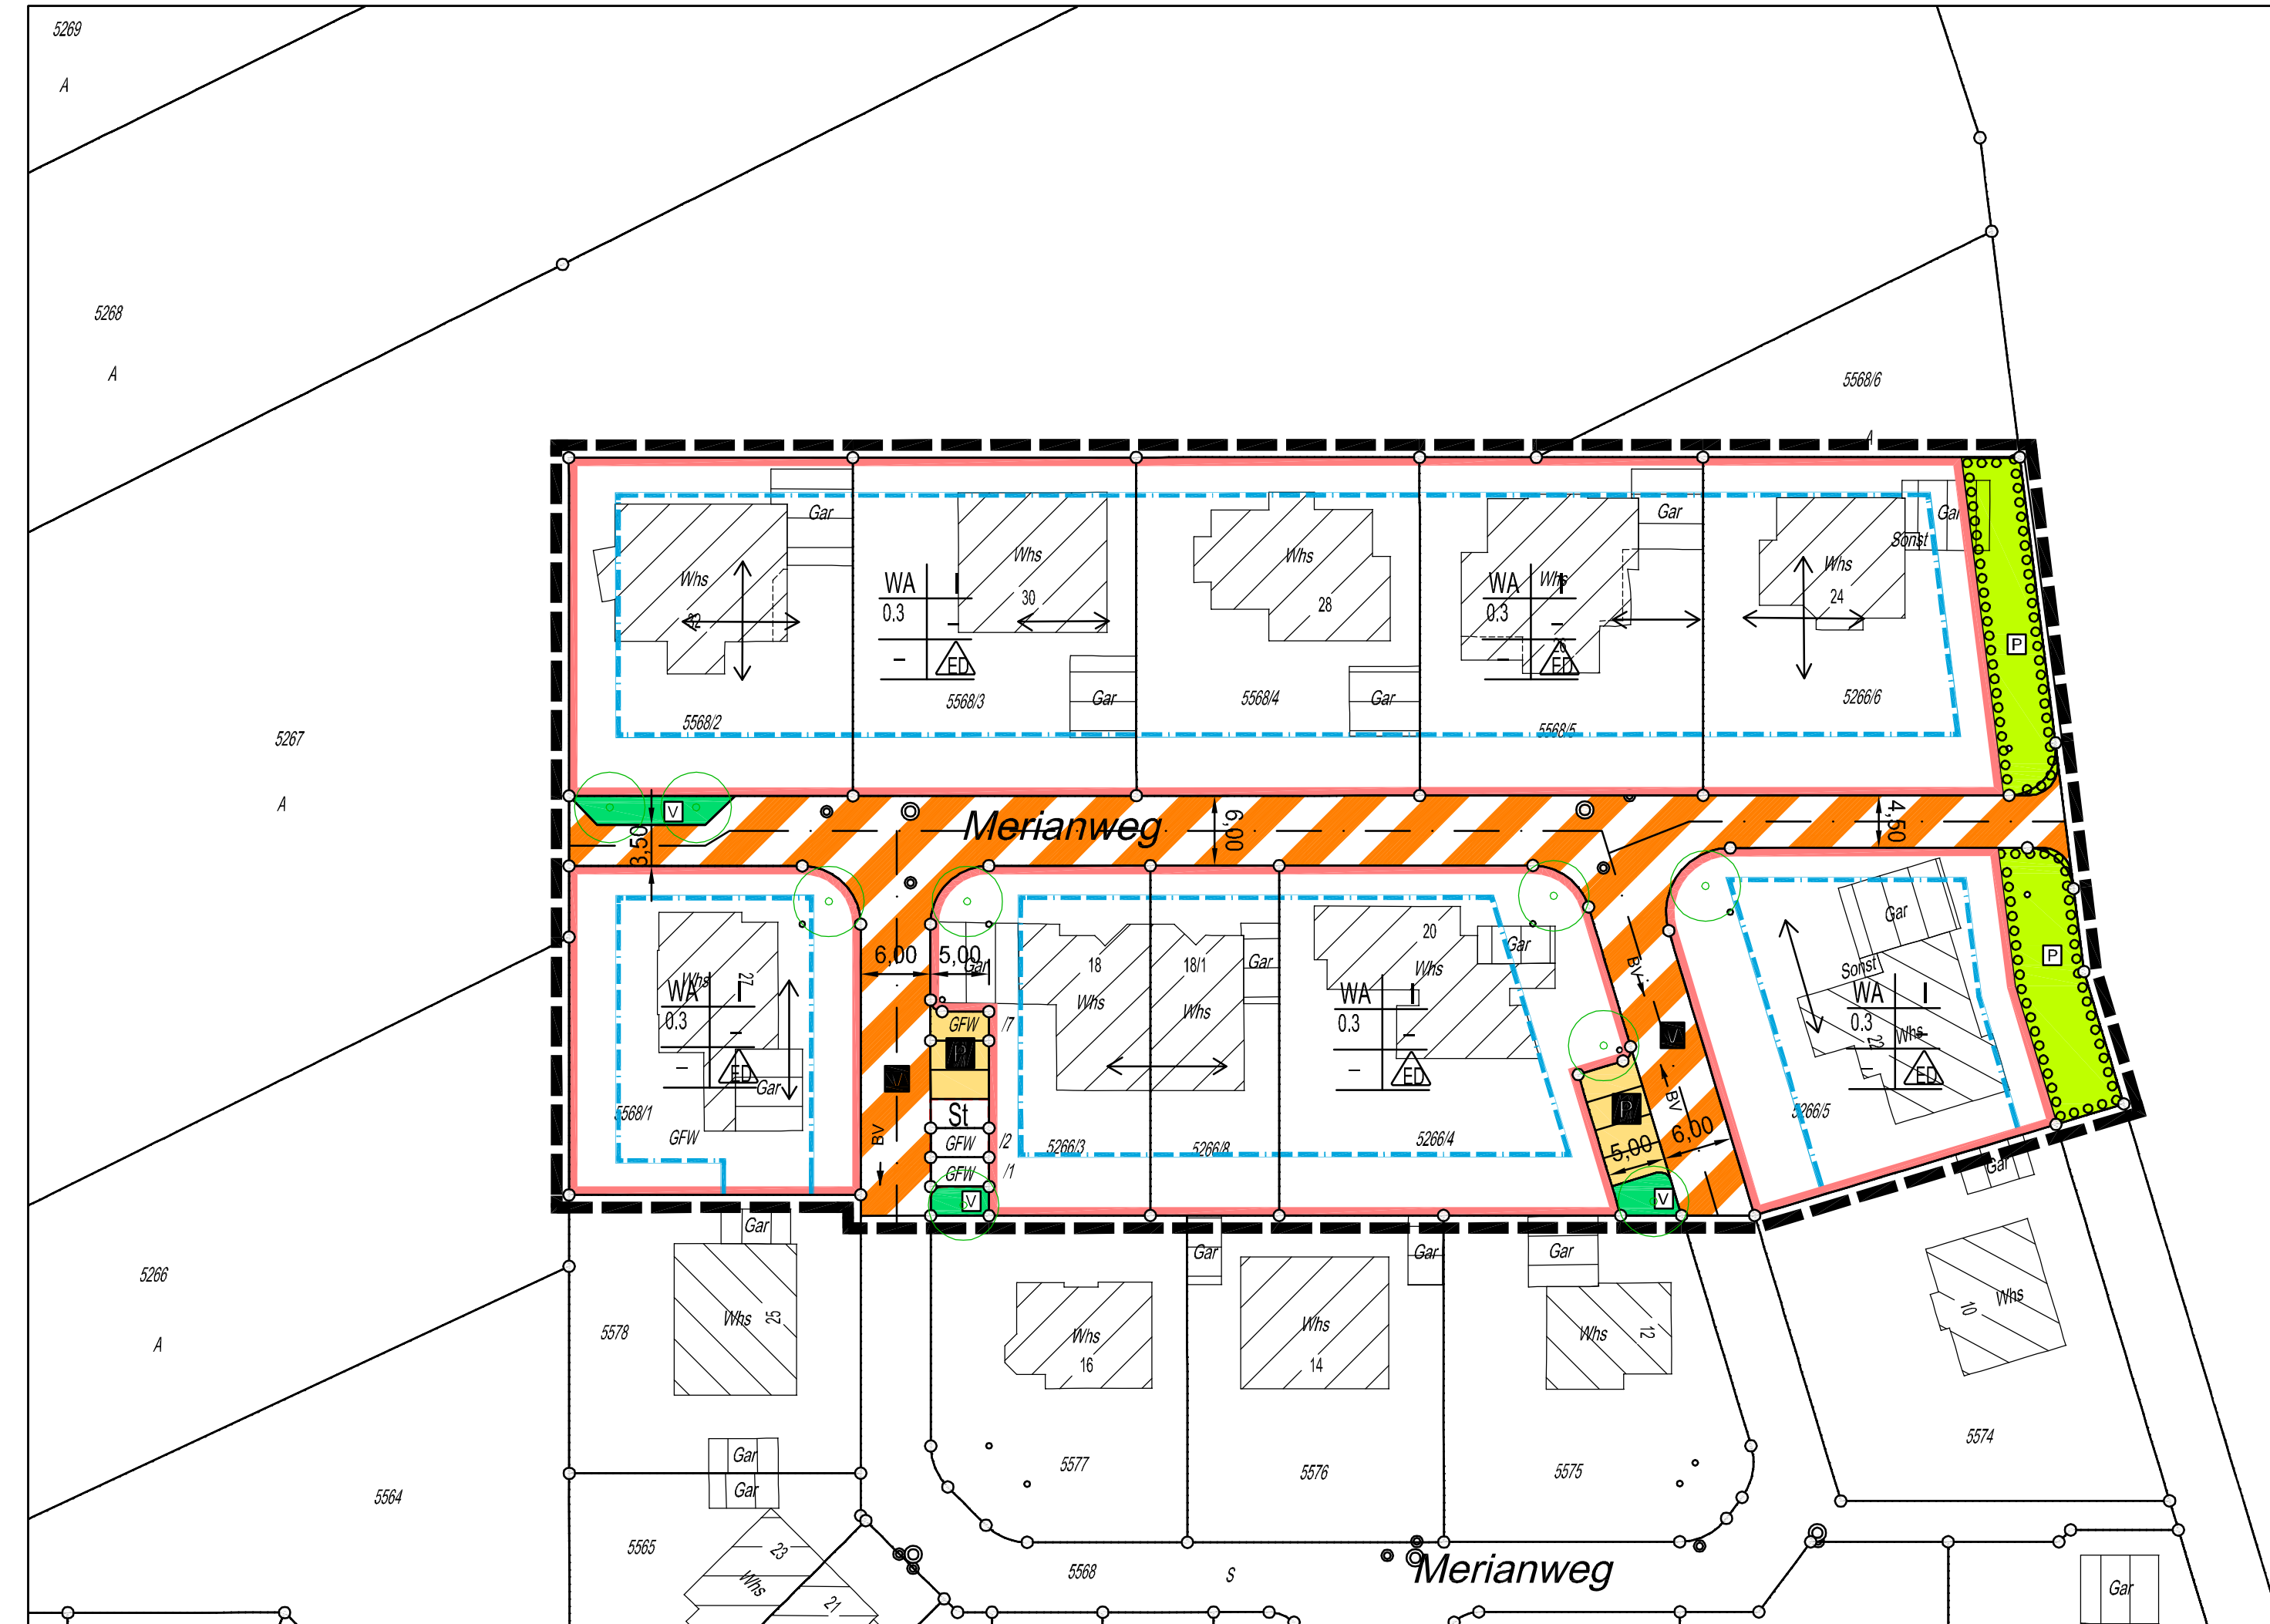 5269
A
5268
A
5568/6
A
Gar
Gar
Gar
Sonst
Whs
Whs
Whs
Whs
Whs
32
30
28
26
24
WA I
0.3 –
– ED
WA I
0.3 –
– ED
P
5568/2
5568/3
5568/4
5568/5
5266/6
Gar
Gar
5267
A
V
3,50
Merianweg
6,00
4,50
6,00
5,00
Gar
Whs
27
WA I
0.3 –
– ED
Gar
5568/1
GFW
V
BV
GFW
/7
P
St
GFW
/2
GFW
/1
V
18
Whs
18/1
Whs
Gar
20
Whs
Gar
WA I
0.3 –
– ED
5266/3
5266/8
5266/4
BV
V
BV
P
5,00
6,00
V
Gar
Sonst
WA I
0.3 –
– ED
Whs
22
5266/5
P
Gar
Gar
Gar
Gar
Gar
5266
A
5578
Whs
25
Whs
16
Whs
14
Whs
12
Whs
10
5564
Gar
Gar
5577
5576
5575
5574
5565
23
Whs
21
5568
S
Merianweg
Gar